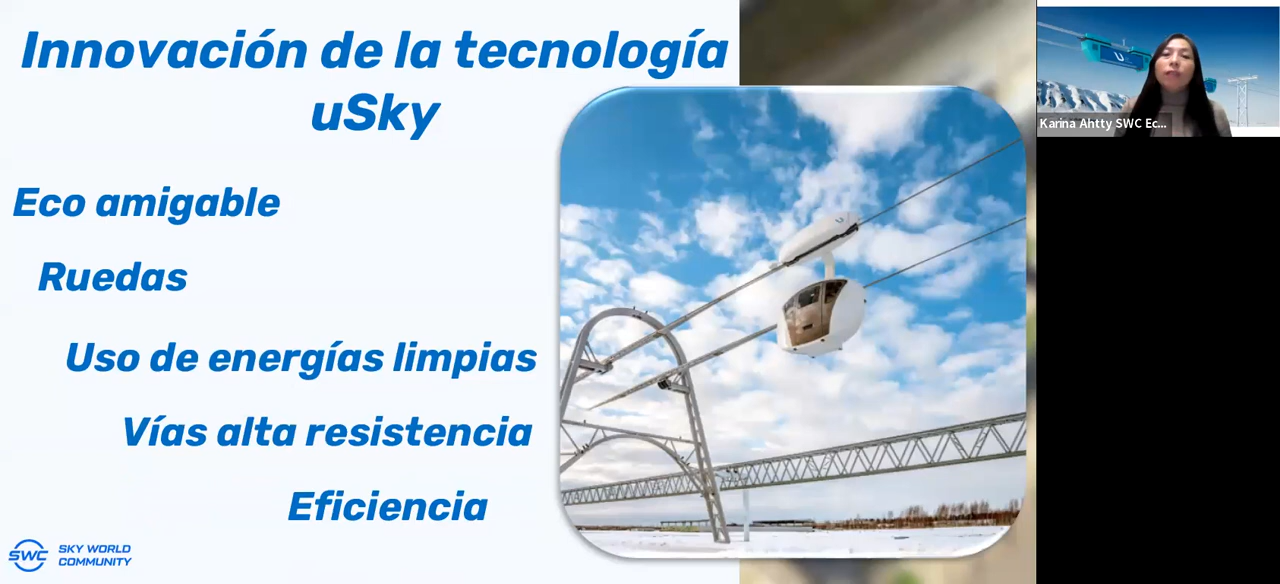 Innovación de la tecnología
uSky
Eco amigable
Ruedas
Uso de energías limpias
Vías alta resistencia
Eficiencia
SWC
SKY WORLD
COMMUNITY
Karina Ahtty SWC Ec...